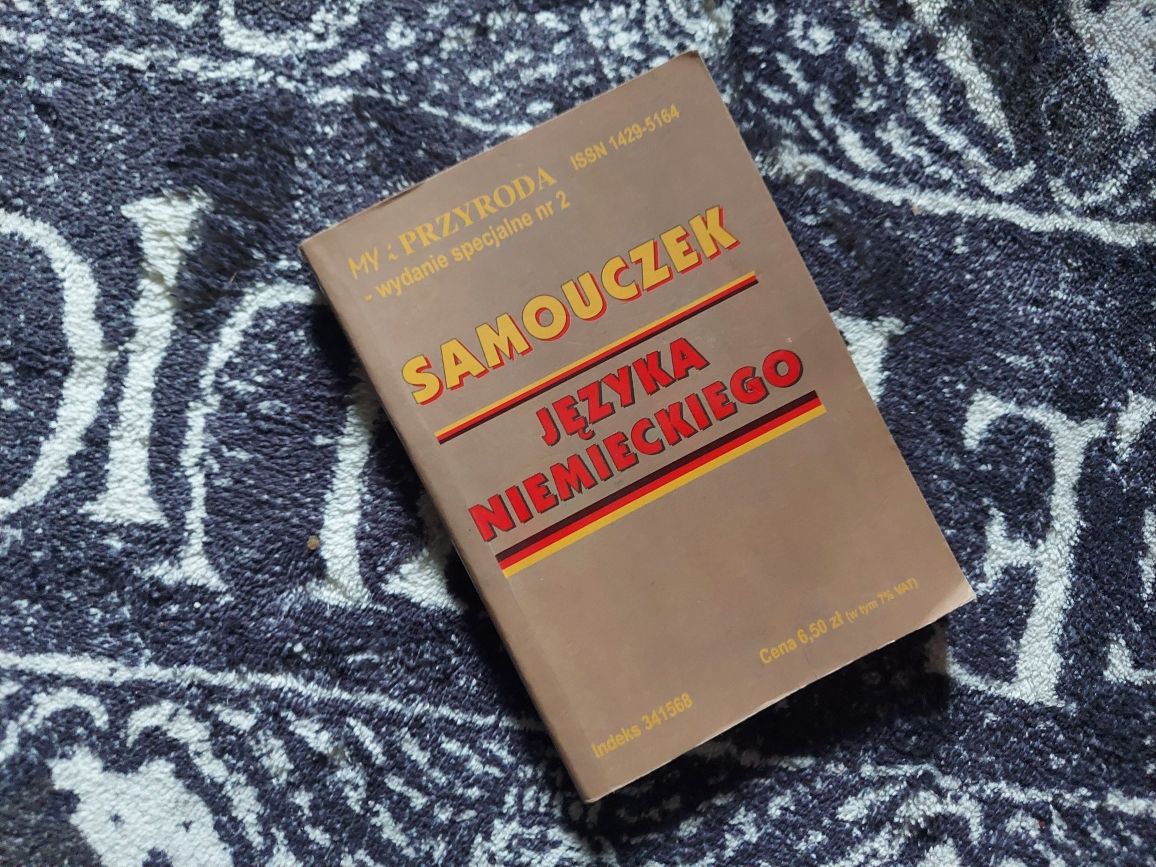 MY i PRZYRODA ISSN 1429-5164
- wydanie specjalne nr 2
SAMOUCZEK
JĘZYKA
NIEMIECKIEGO
Cena 6,50 zł (w tym 7% VAT)
Indeks 341568